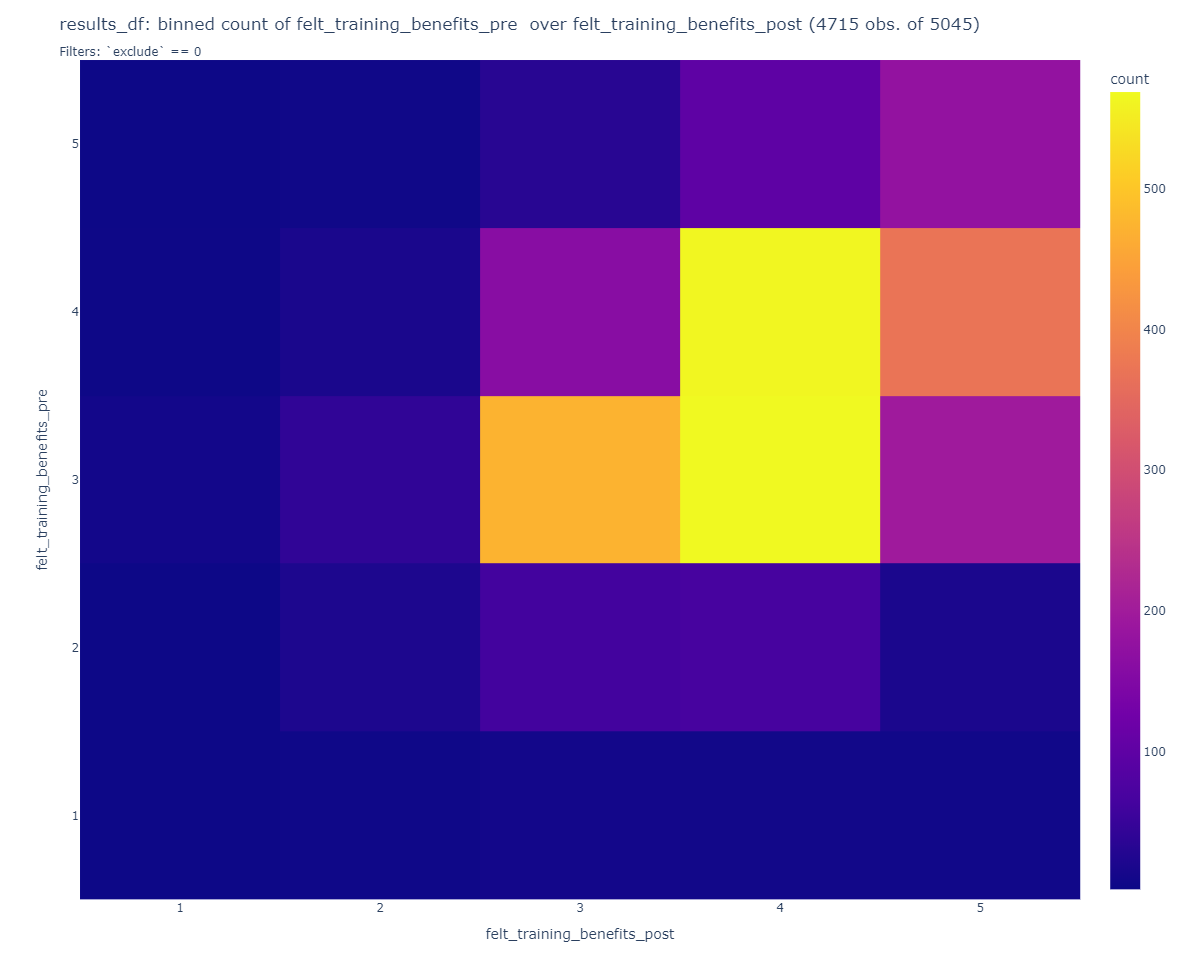 results_df: binned count of felt_training_benefits_pre  over felt_training_benefits_post (4715 obs. of 5045)
Filters: `exclude` == 0
count
500
400
300
200
100
felt_training_benefits_pre
5
4
3
2
1
1 2 3 4 5
felt_training_benefits_post